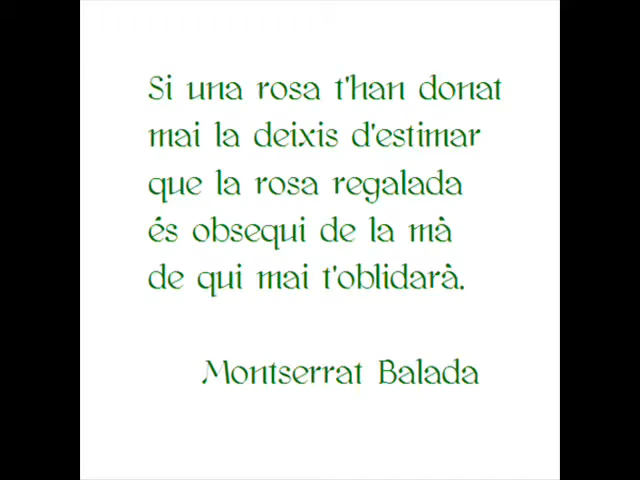 Si una rosa t'han donat
mai la deixis d'estimar
que la rosa regalada
és obsequi de la mà
de qui mai t'oblidarà.
Montserrat Balada